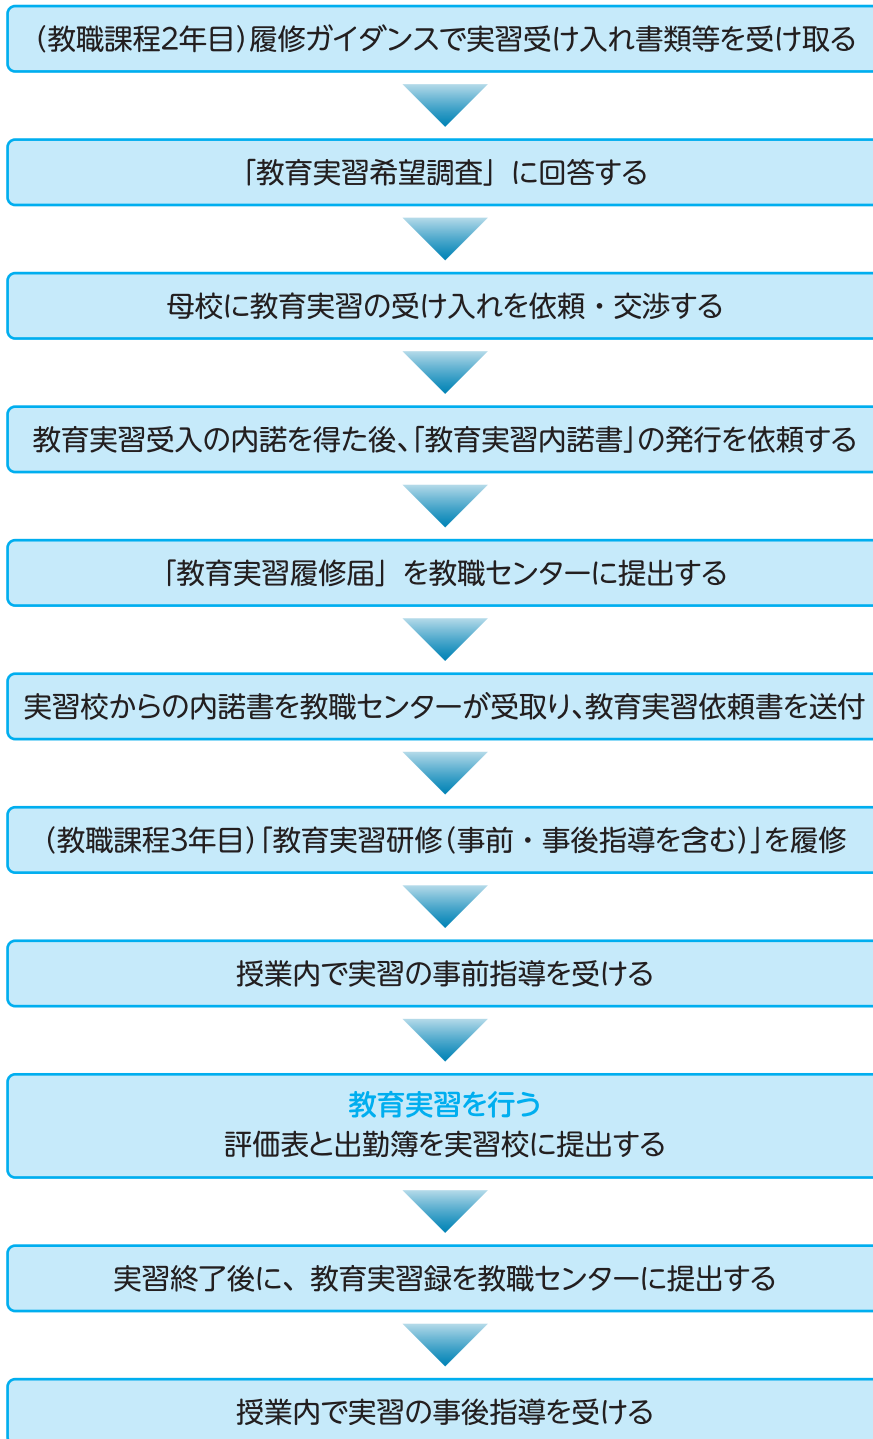 （教職課程2年目）履修ガイダンスで実習受け入れ書類等を受け取る
「教育実習希望調査」に回答する
母校に教育実習の受け入れを依頼・交渉する
教育実習受入の内諾を得た後、「教育実習内諾書」の発行を依頼する
「教育実習履修届」を教職センターに提出する
実習校からの内諾書を教職センターが受取り、教育実習依頼書を送付
（教職課程3年目）「教育実習研修（事前・事後指導を含む）」を履修
授業内で実習の事前指導を受ける
教育実習を行う
評価表と出勤簿を実習校に提出する
実習終了後に、教育実習録を教職センターに提出する
授業内で実習の事後指導を受ける